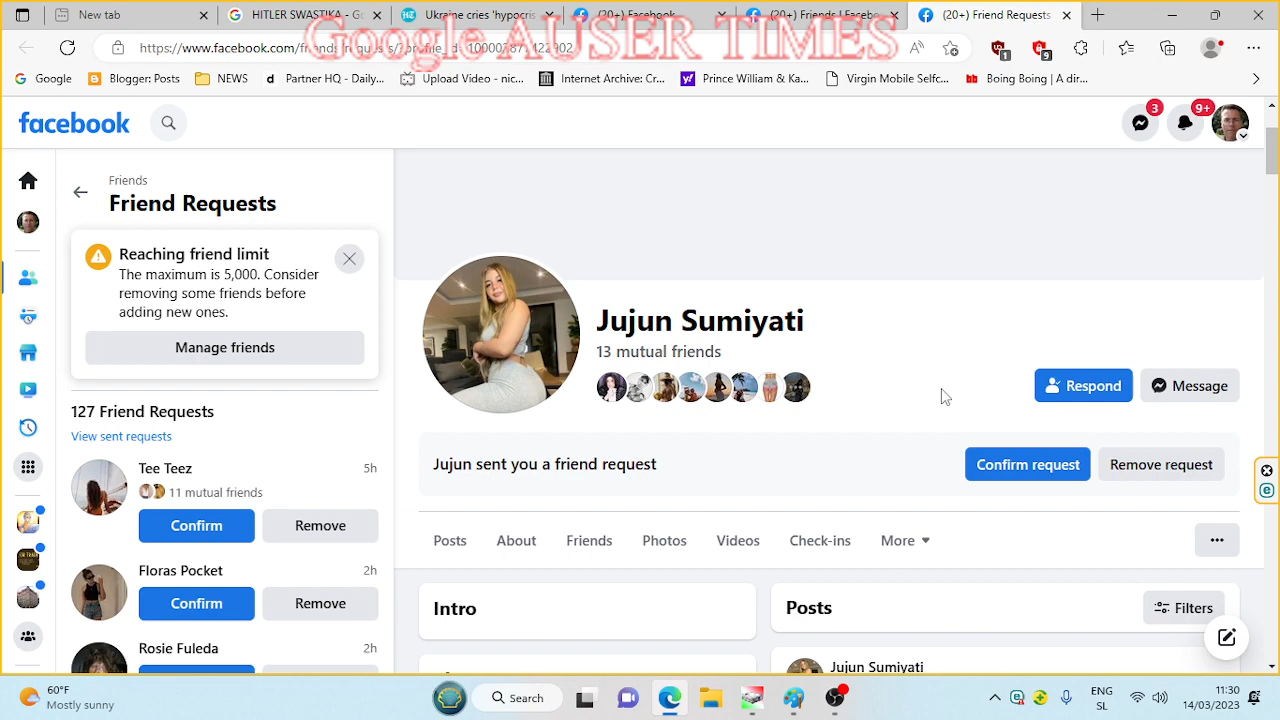 New tab
HITLER SWASTIKA - Go
Ukraine cries 'hypocris
(20+) Facebook
(20+) Friends | Facebo
(20+) Friend Requests
Google AUSER TIMES
Google
Blogger: Posts
NEWS
Partner HQ - Daily...
Upload Video - nic...
Internet Archive: Cr...
Prince William & Ka...
Virgin Mobile Selfc...
Boing Boing | A dir...
facebook
3
9+
Friends
Friend Requests
Reaching friend limit
The maximum is 5,000. Consider
removing some friends before
adding new ones.
Manage friends
127 Friend Requests
View sent requests
Tee Teez 5h
11 mutual friends
Confirm Remove
Floras Pocket 2h
Confirm Remove
Rosie Fuleda 2h
Jujun Sumiyati
13 mutual friends
Respond Message
Jujun sent you a friend request
Confirm request Remove request
Posts About Friends Photos Videos Check-ins More
Intro
Posts
Filters
Jujun Sumiyati
60°F
Mostly sunny
Search
ENG
SL
11:30
14/03/2023